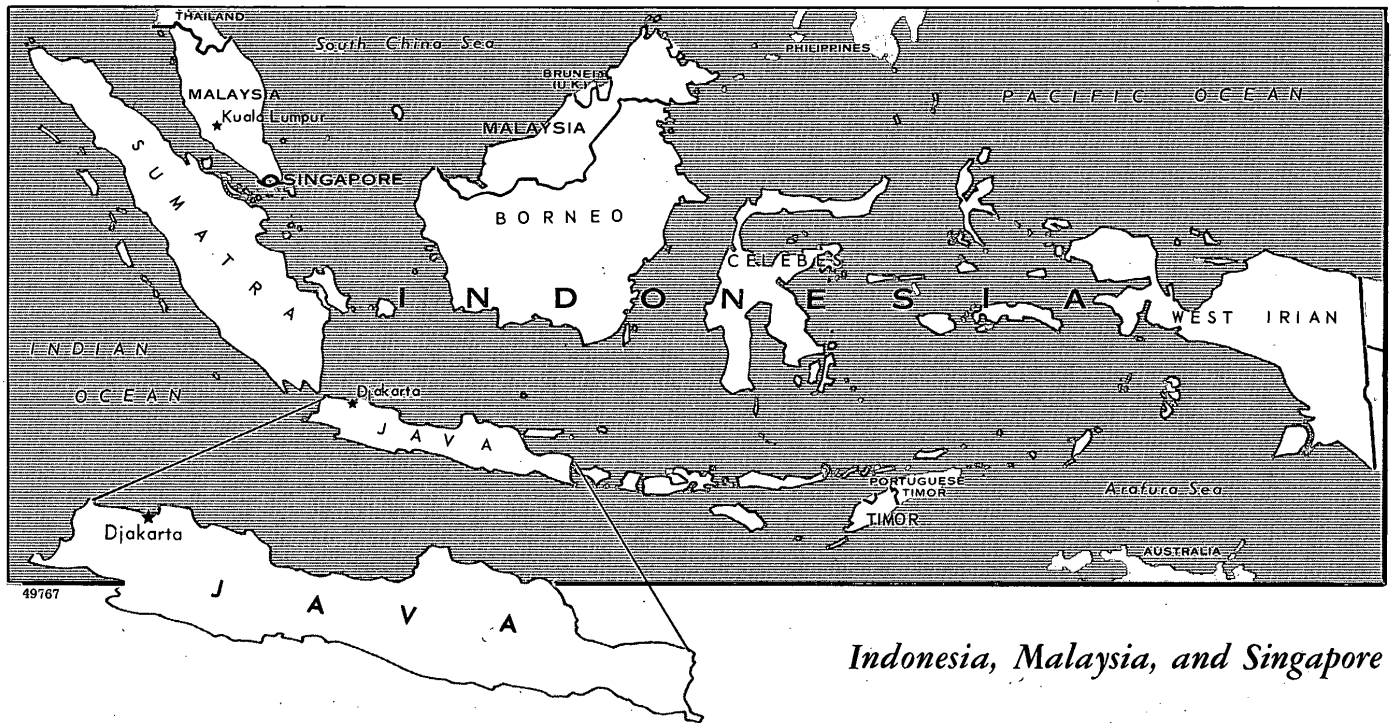 THAILAND
South China Sea
PHILIPPINES
BRUNEI
(U.K.)
MALAYSIA
PACIFIC OCEAN
Kuala Lumpur
MALAYSIA
SUMATRA
SINGAPORE
BORNEO
CELEBES
INDONESIA
WEST IRIAN
INDIAN
OCEAN
Djakarta
JAVA
PORTUGUESE
TIMOR
Arafura Sea
TIMOR
Djakarta
AUSTRALIA
49767
JAVA
Indonesia, Malaysia, and Singapore